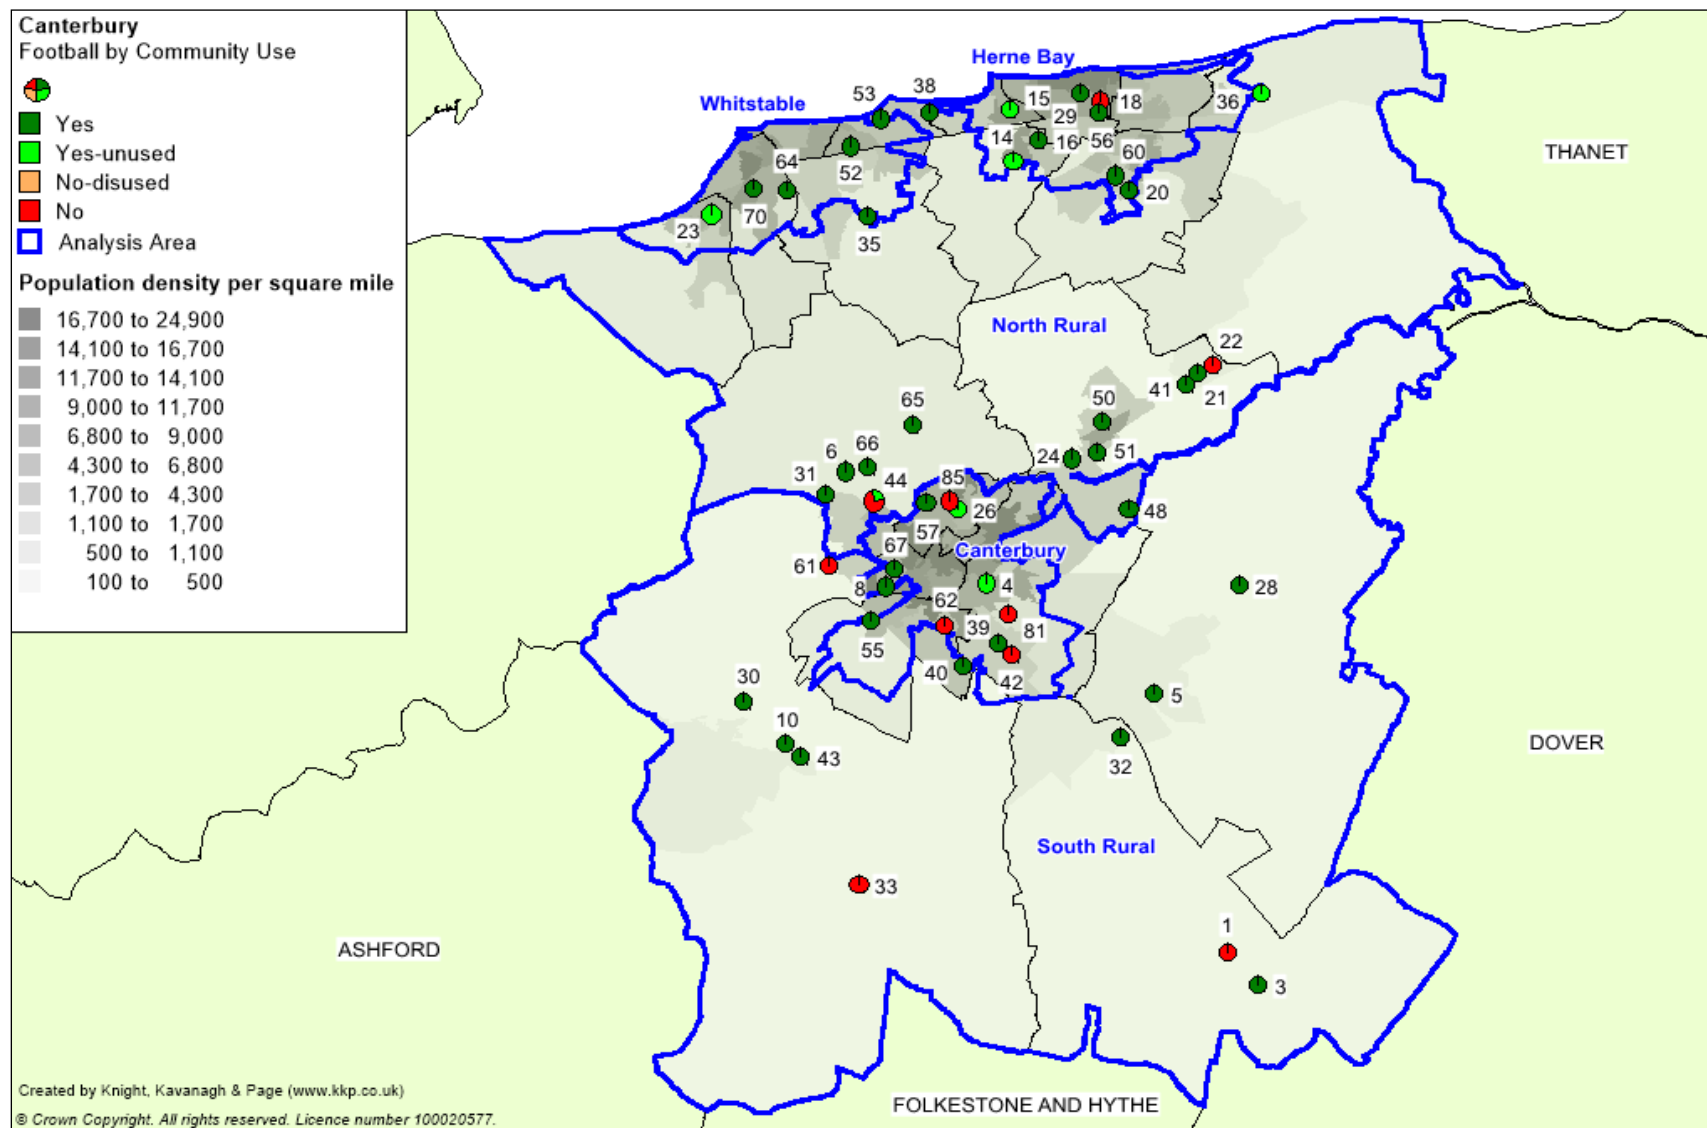 Canterbury
Football by Community Use
Yes
Yes-unused
No-disused
No
Analysis Area
Population density per square mile
16,700 to 24,900
14,100 to 16,700
11,700 to 14,100
9,000 to 11,700
6,800 to 9,000
4,300 to 6,800
1,700 to 4,300
1,100 to 1,700
500 to 1,100
100 to 500
Created by Knight, Kavanagh & Page (www.kkp.co.uk)
© Crown Copyright. All rights reserved. Licence number 100020577.
Herne Bay
Whitstable
53
38
15
18
36
29
14
16
56
60
64
52
20
70
23
35
THANET
North Rural
22
41
21
65
50
6
66
24
51
31
44
85
26
48
57
Canterbury
67
61
8
4
28
62
39
81
55
40
42
30
5
10
43
32
DOVER
South Rural
33
1
ASHFORD
3
FOLKESTONE AND HYTHE